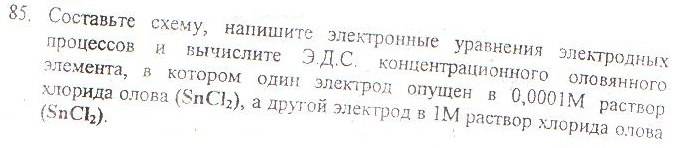 85. Составьте схему, напишите электронные уравнения электродных
процессов и вычислите Э.Д.С. концентрационного оловянного
элемента, в котором один электрод опущен в 0,0001М раствор
хлорида олова (SnCl₂), а другой электрод в 1М раствор хлорида олова
(SnCl₂).